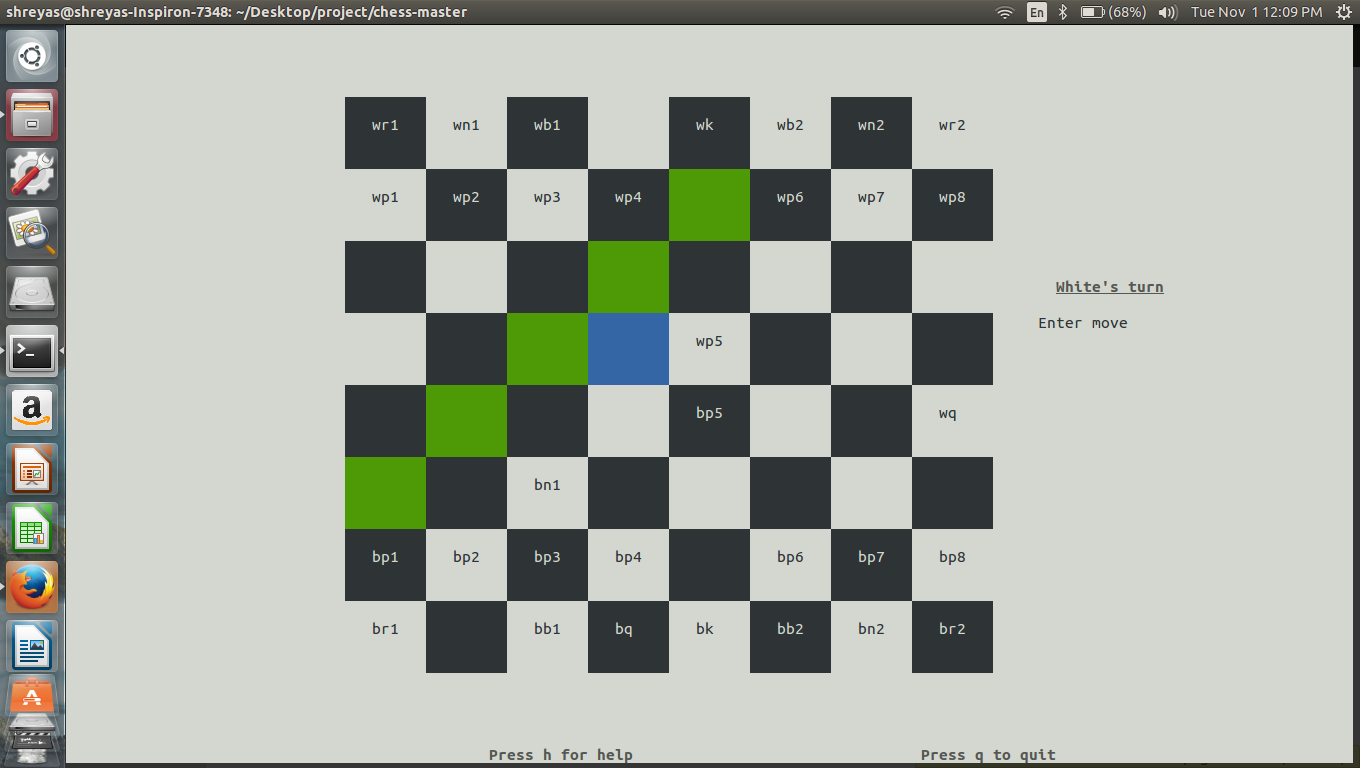 shreyas@shreyas-Inspiron-7348: ~/Desktop/project/chess-master En (68%) Tue Nov 1 12:09 PM
wr1 wn1 wb1 wk wb2 wn2 wr2
wp1 wp2 wp3 wp4 wp6 wp7 wp8
White's turn
Enter move
wp5
bp5 wq
bn1
bp1 bp2 bp3 bp4 bp6 bp7 bp8
br1 bb1 bq bk bb2 bn2 br2
Press h for help Press q to quit